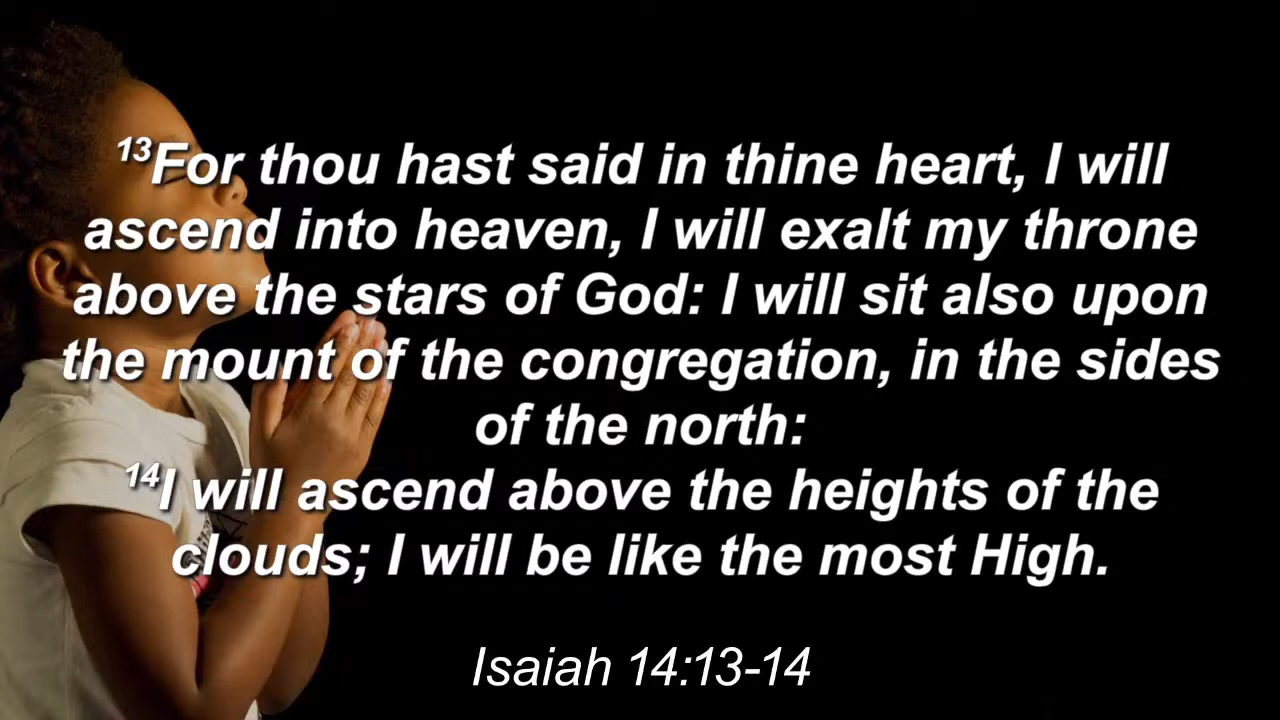 13For thou hast said in thine heart, I will
ascend into heaven, I will exalt my throne
above the stars of God: I will sit also upon
the mount of the congregation, in the sides
of the north:
14I will ascend above the heights of the
clouds; I will be like the most High.
Isaiah 14:13-14